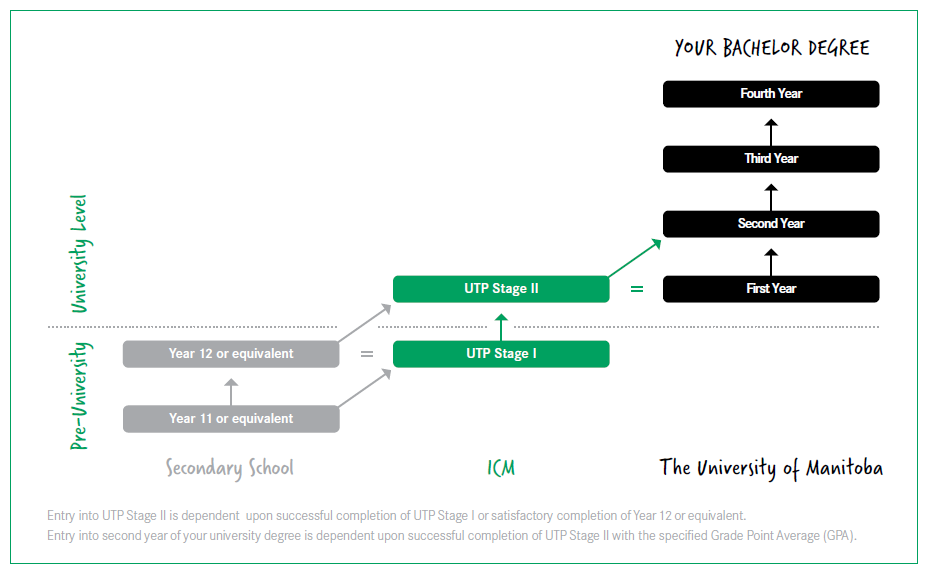 YOUR BACHELOR DEGREE
Fourth Year
Third Year
Second Year
University Level
UTP Stage II
=
First Year
Pre-University
Year 12 or equivalent
=
UTP Stage I
Year 11 or equivalent
Secondary School
ICM
The University of Manitoba
Entry into UTP Stage II is dependent upon successful completion of UTP Stage I or satisfactory completion of Year 12 or equivalent.
Entry into second year of your university degree is dependent upon successful completion of UTP Stage II with the specified Grade Point Average (GPA).